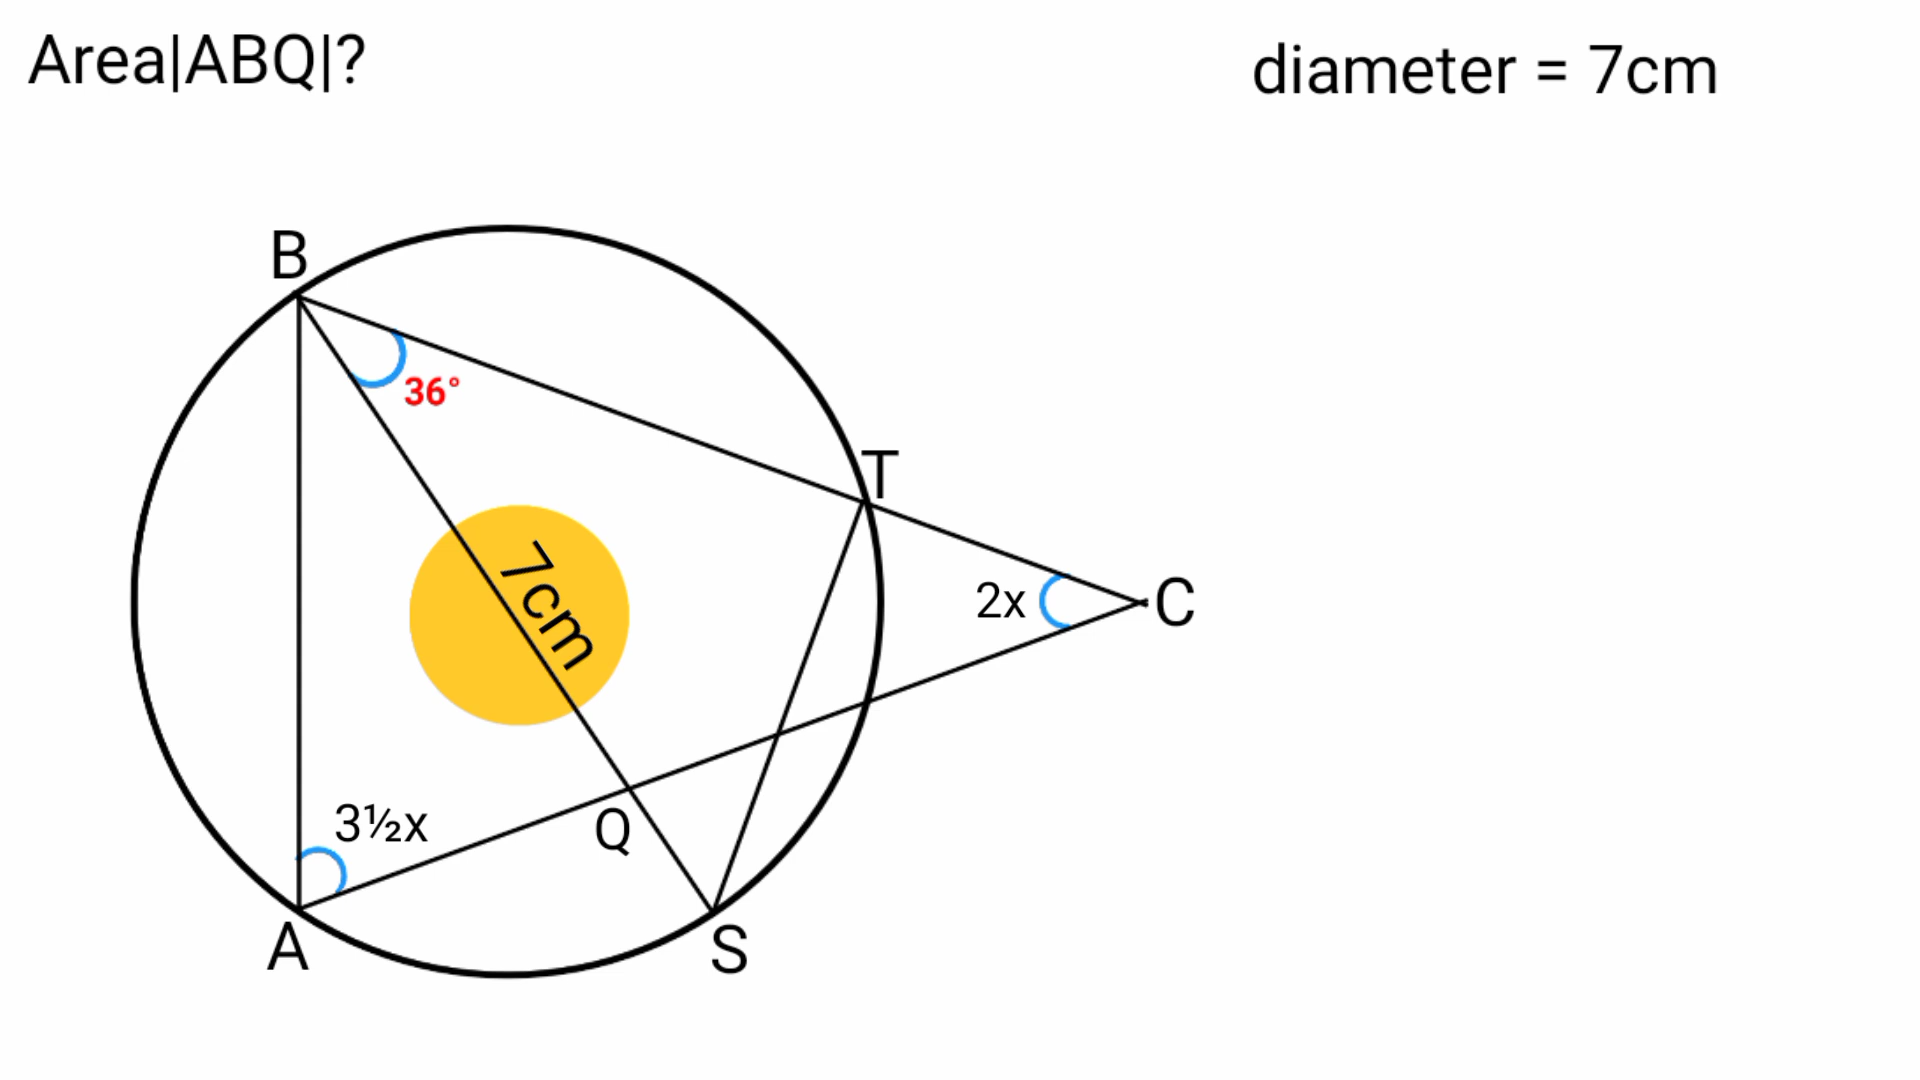 Area|ABQ|?
diameter = 7cm
B
36°
T
7cm
2x
C
3½x
Q
A
S